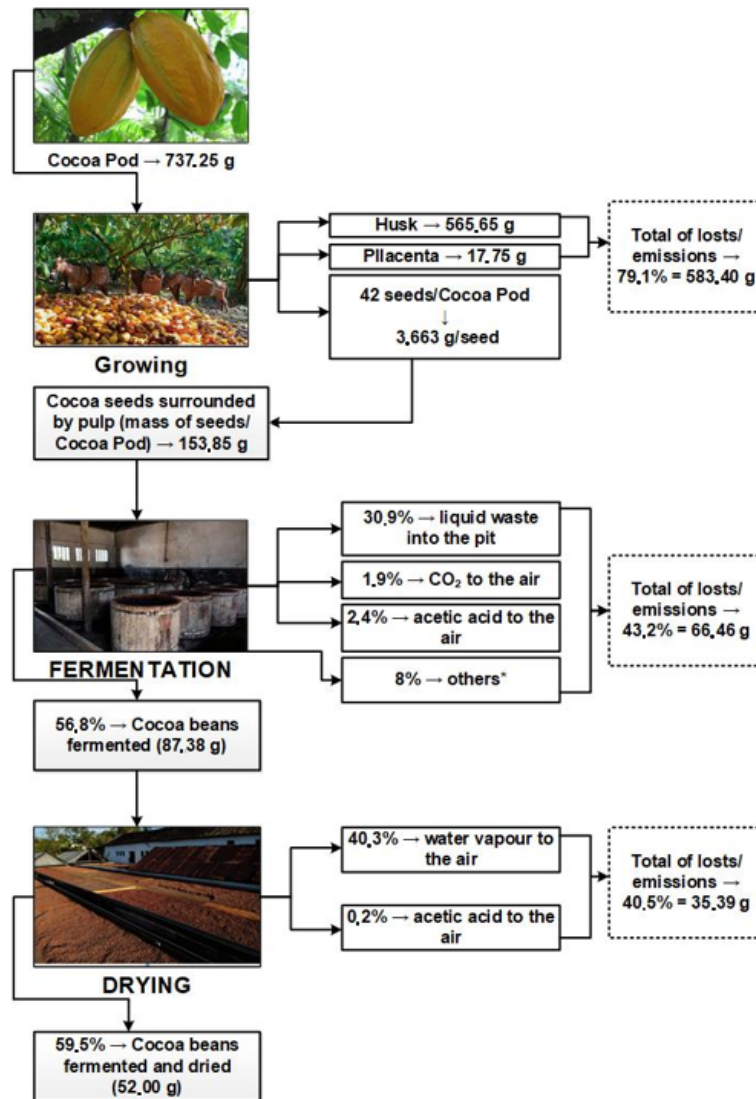 Cocoa Pod → 737.25 g
Husk → 565.65 g
Pllacenta → 17.75 g
42 seeds/Cocoa Pod
↓
3,663 g/seed
Total of losts/
emissions →
79.1% = 583.40 g
Growing
Cocoa seeds surrounded
by pulp (mass of seeds/
Cocoa Pod) → 153,85 g
30,9% → liquid waste
into the pit
1,9% → CO₂ to the air
2,4% → acetic acid to the
air
8% → others*
Total of losts/
emissions →
43,2% = 66,46 g
FERMENTATION
56,8% → Cocoa beans
fermented (87,38 g)
40,3% → water vapour to
the air
0,2% → acetic acid to the
air
Total of losts/
emissions →
40,5% = 35,39 g
DRYING
59,5% → Cocoa beans
fermented and dried
(52,00 g)